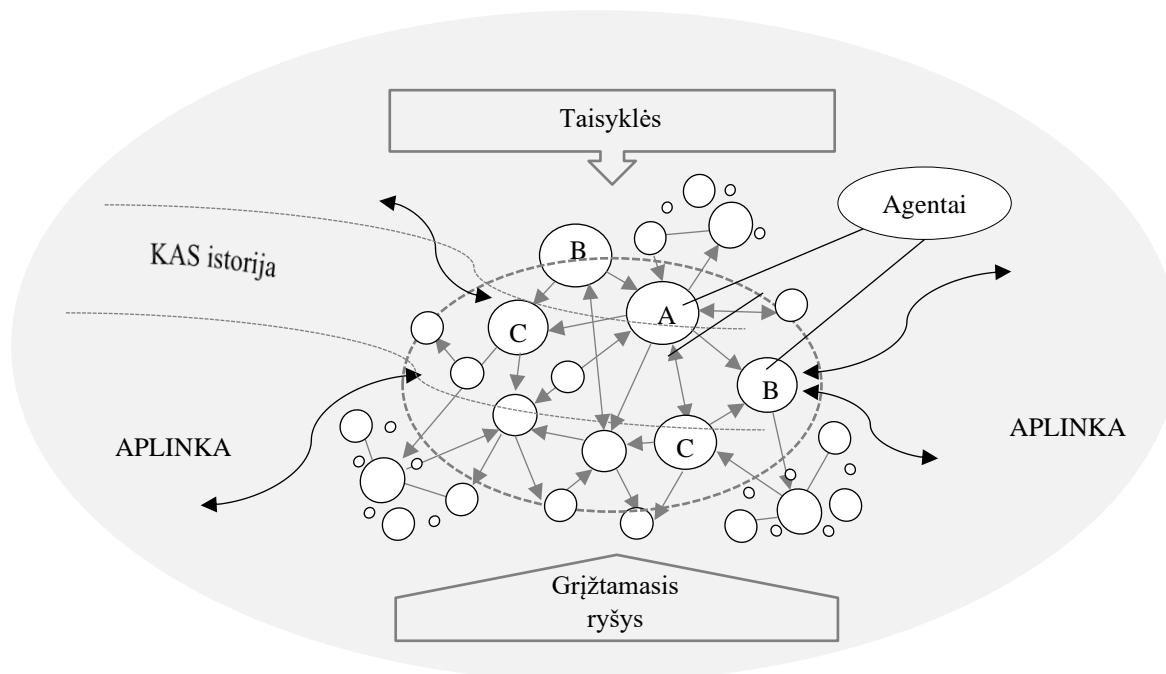 Taisyklės
Agentai
KAS istorija
B
A
C
B
C
APLINKA
APLINKA
Grįžtamasis
ryšys